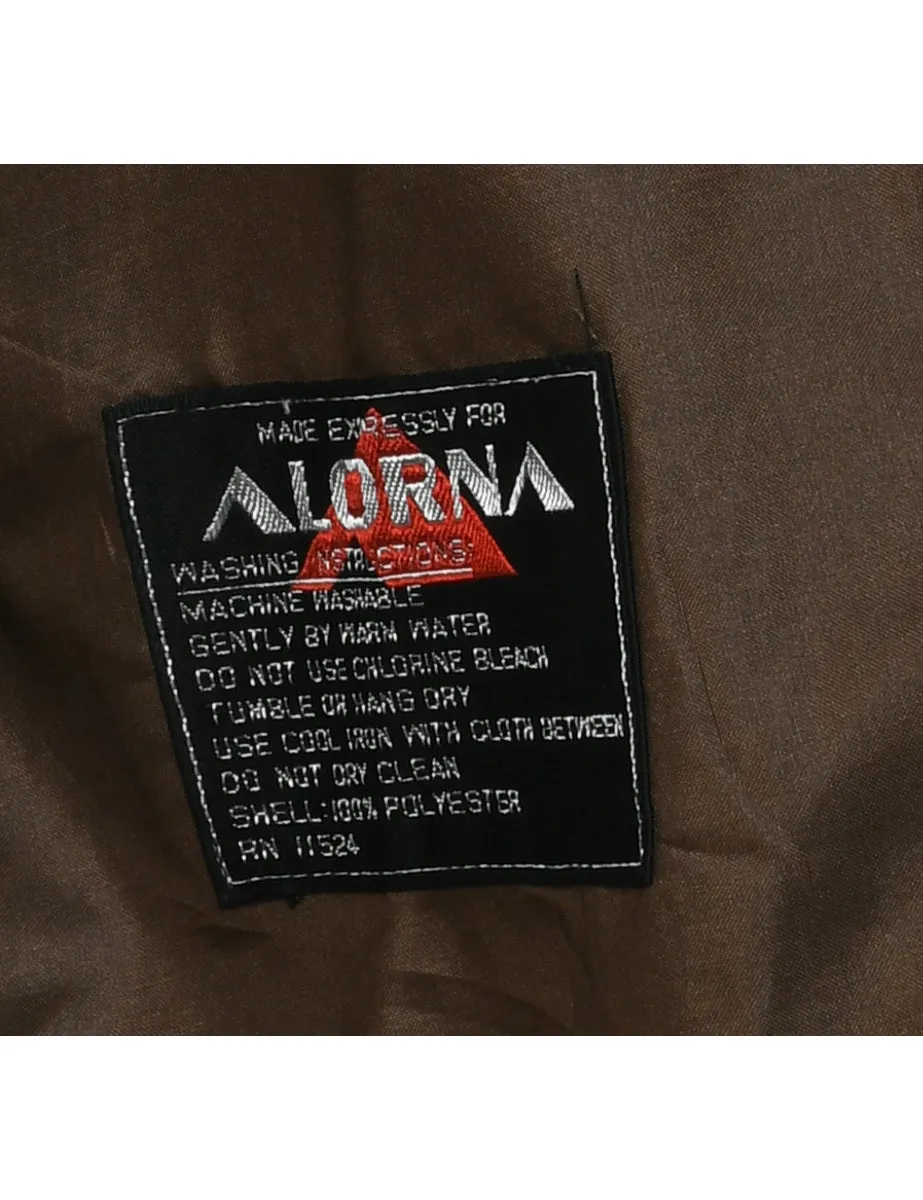 MADE EXPRESSLY FOR
ALORNA
WASHING INSTRUCTIONS:
MACHINE WASHABLE
GENTLY BY WARM WATER
DO NOT USE CHLORINE BLEACH
TUMBLE OR HANG DRY
USE COOL IRON WITH CLOTH BETWEEN
DO NOT DRY CLEAN
SHELL:100% POLYESTER
RN 11524